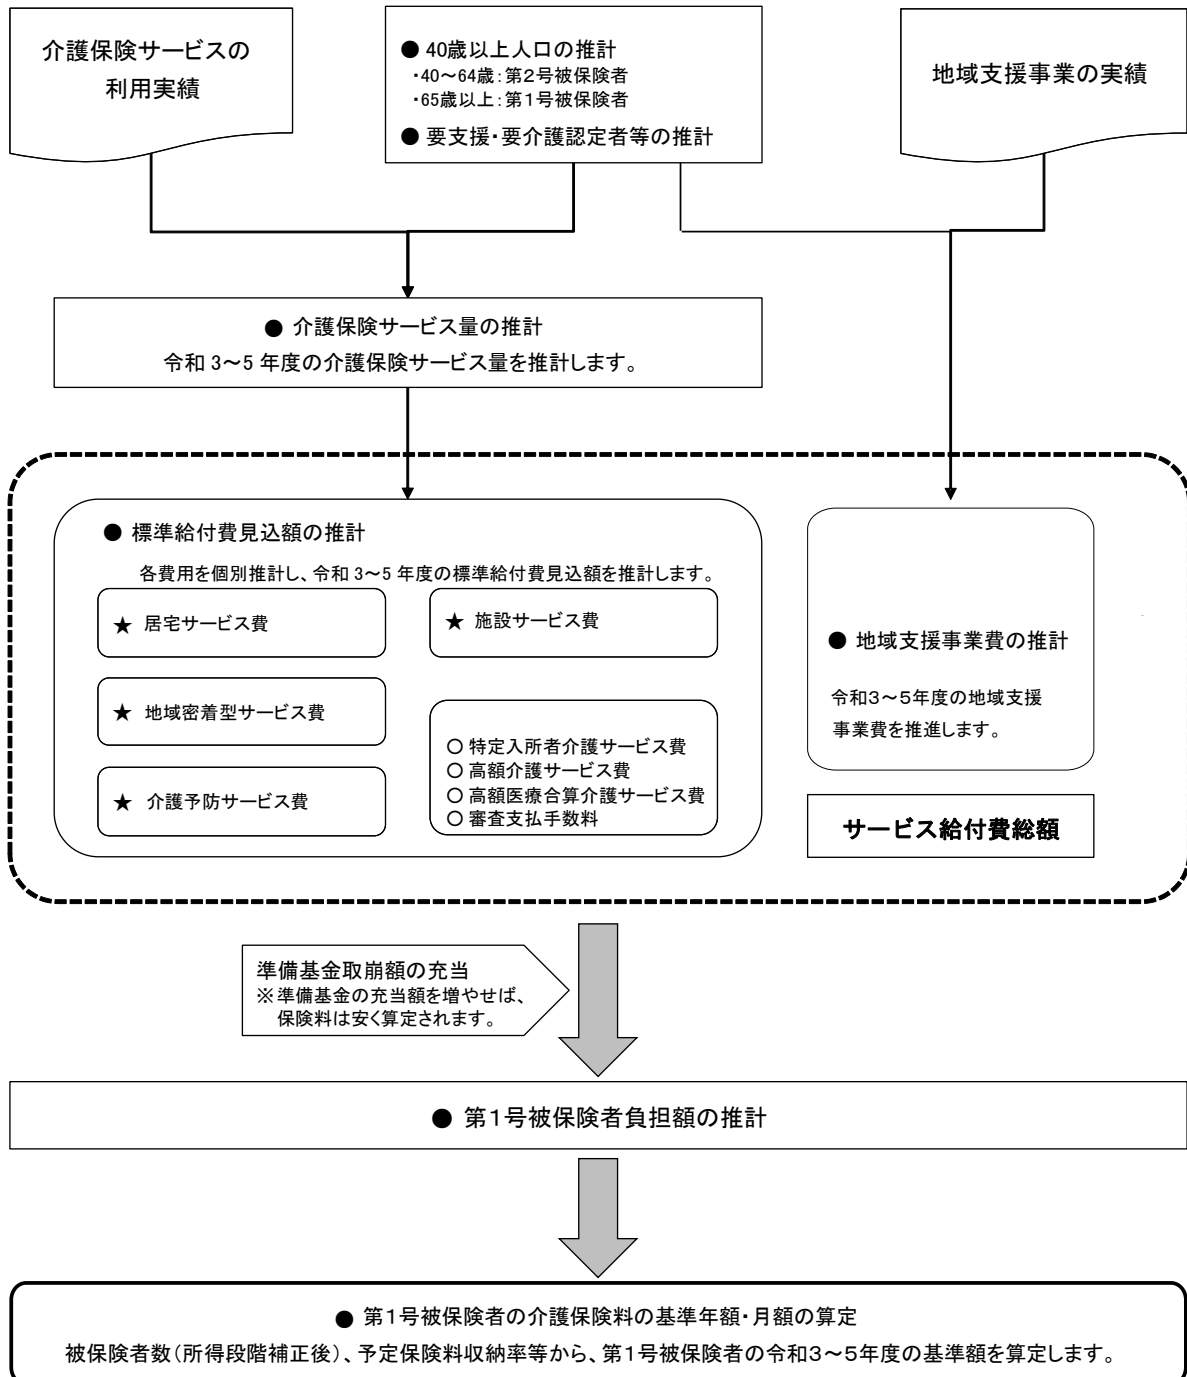 介護保険サービスの
利用実績
● 40歳以上人口の推計
・40～64歳：第２号被保険者
・65歳以上：第１号被保険者
● 要支援・要介護認定者等の推計
地域支援事業の実績
● 介護保険サービス量の推計
令和 3～5 年度の介護保険サービス量を推計します。
● 標準給付費見込額の推計
各費用を個別推計し、令和 3～5 年度の標準給付費見込額を推計します。
★ 居宅サービス費
★ 施設サービス費
★ 地域密着型サービス費
★ 介護予防サービス費
○ 特定入所者介護サービス費
○ 高額介護サービス費
○ 高額医療合算介護サービス費
○ 審査支払手数料
● 地域支援事業費の推計
令和３～５年度の地域支援
事業費を推進します。
サービス給付費総額
準備基金取崩額の充当
※準備基金の充当額を増やせば、
保険料は安く算定されます。
● 第１号被保険者負担額の推計
● 第１号被保険者の介護保険料の基準年額・月額の算定
被保険者数（所得段階補正後）、予定保険料収納率等から、第１号被保険者の令和３～５年度の基準額を算定します。